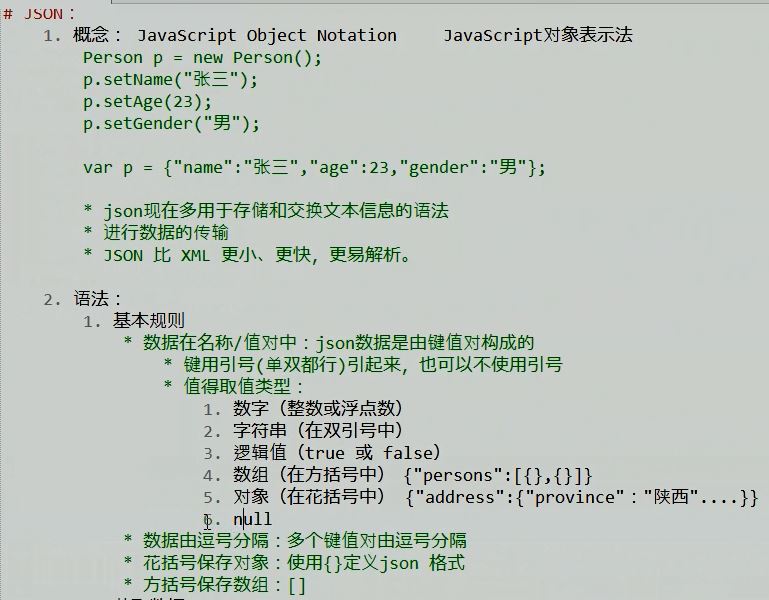 # JSON：
1. 概念： JavaScript Object Notation JavaScript对象表示法
Person p = new Person();
p.setName("张三");
p.setAge(23);
p.setGender("男");
var p = {"name":"张三","age":23,"gender":"男"};
* json现在多用于存储和交换文本信息的语法
* 进行数据的传输
* JSON 比 XML 更小、更快，更易解析。
2. 语法：
1. 基本规则
* 数据在名称/值对中：json数据是由键值对构成的
* 键用引号(单双都行)引起来，也可以不使用引号
* 值得取值类型：
1. 数字（整数或浮点数）
2. 字符串（在双引号中）
3. 逻辑值（true 或 false）
4. 数组（在方括号中） {"persons":[{},{}]}
5. 对象（在花括号中） {"address":{"province"："陕西"....}}
6. null
* 数据由逗号分隔：多个键值对由逗号分隔
* 花括号保存对象：使用{}定义json 格式
* 方括号保存数组：[]